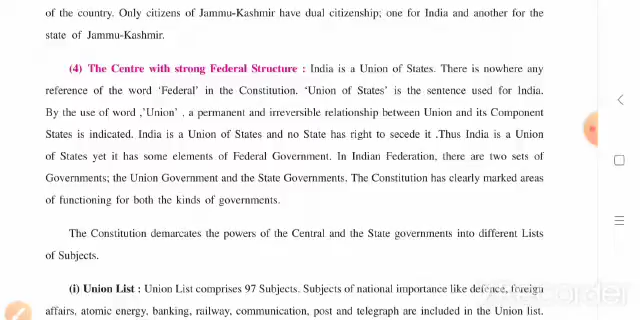 of the country. Only citizens of Jammu-Kashmir have dual citizenship; one for India and another for the
state of Jammu-Kashmir.
(4) The Centre with strong Federal Structure : India is a Union of States. There is nowhere any
reference of the word 'Federal' in the Constitution. 'Union of States' is the sentence used for India.
By the use of word ,'Union' , a permanent and irreversible relationship between Union and its Component
States is indicated. India is a Union of States and no State has right to secede it .Thus India is a Union
of States yet it has some elements of Federal Government. In Indian Federation, there are two sets of
Governments; the Union Government and the State Governments. The Constitution has clearly marked areas
of functioning for both the kinds of governments.
The Constitution demarcates the powers of the Central and the State governments into different Lists
of Subjects.
(i) Union List : Union List comprises 97 Subjects. Subjects of national importance like defence, foreign
affairs, atomic energy, banking, railway, communication, post and telegraph are included in the Union list.